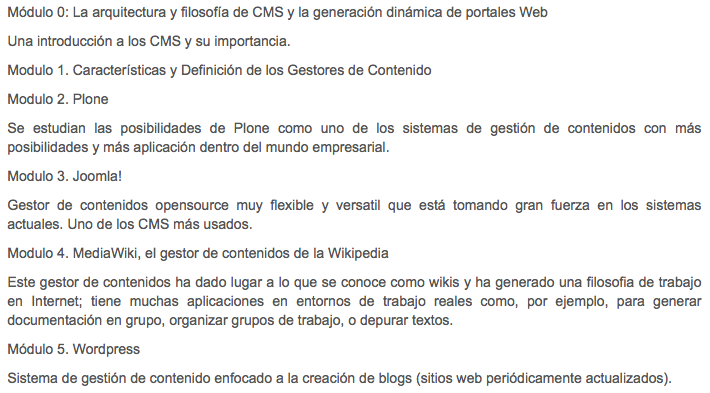 Módulo 0: La arquitectura y filosofía de CMS y la generación dinámica de portales Web
Una introducción a los CMS y su importancia.
Modulo 1. Características y Definición de los Gestores de Contenido
Modulo 2. Plone
Se estudian las posibilidades de Plone como uno de los sistemas de gestión de contenidos con más
posibilidades y más aplicación dentro del mundo empresarial.
Modulo 3. Joomla!
Gestor de contenidos opensource muy flexible y versatil que está tomando gran fuerza en los sistemas
actuales. Uno de los CMS más usados.
Modulo 4. MediaWiki, el gestor de contenidos de la Wikipedia
Este gestor de contenidos ha dado lugar a lo que se conoce como wikis y ha generado una filosofia de trabajo
en Internet; tiene muchas aplicaciones en entornos de trabajo reales como, por ejemplo, para generar
documentación en grupo, organizar grupos de trabajo, o depurar textos.
Módulo 5. Wordpress
Sistema de gestión de contenido enfocado a la creación de blogs (sitios web periódicamente actualizados).